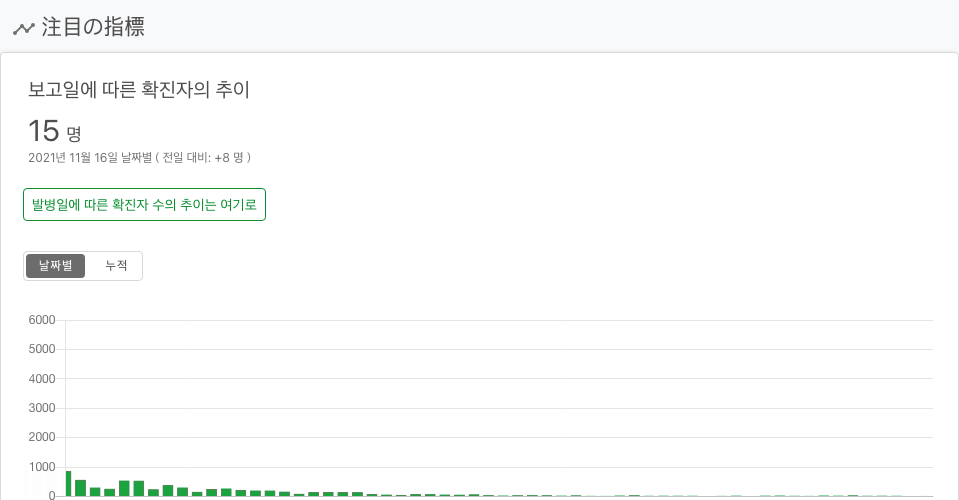 注目の指標
보고일에 따른 확진자의 추이
15 명
2021년 11월 16일 날짜별 ( 전일 대비: +8 명 )
발병일에 따른 확진자 수의 추이는 여기로
날짜별 누적
6000
5000
4000
3000
2000
1000
0